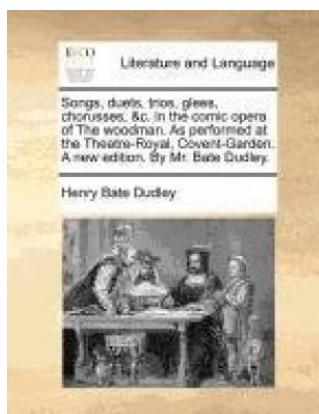 ECCO
Literature and Language
Songs, duets, trios, glees,
chorusses, &c. in the comic opera
of The woodman. As performed at
the Theatre-Royal, Covent-Garden.
A new edition. By Mr. Bate Dudley.
Henry Bate Dudley